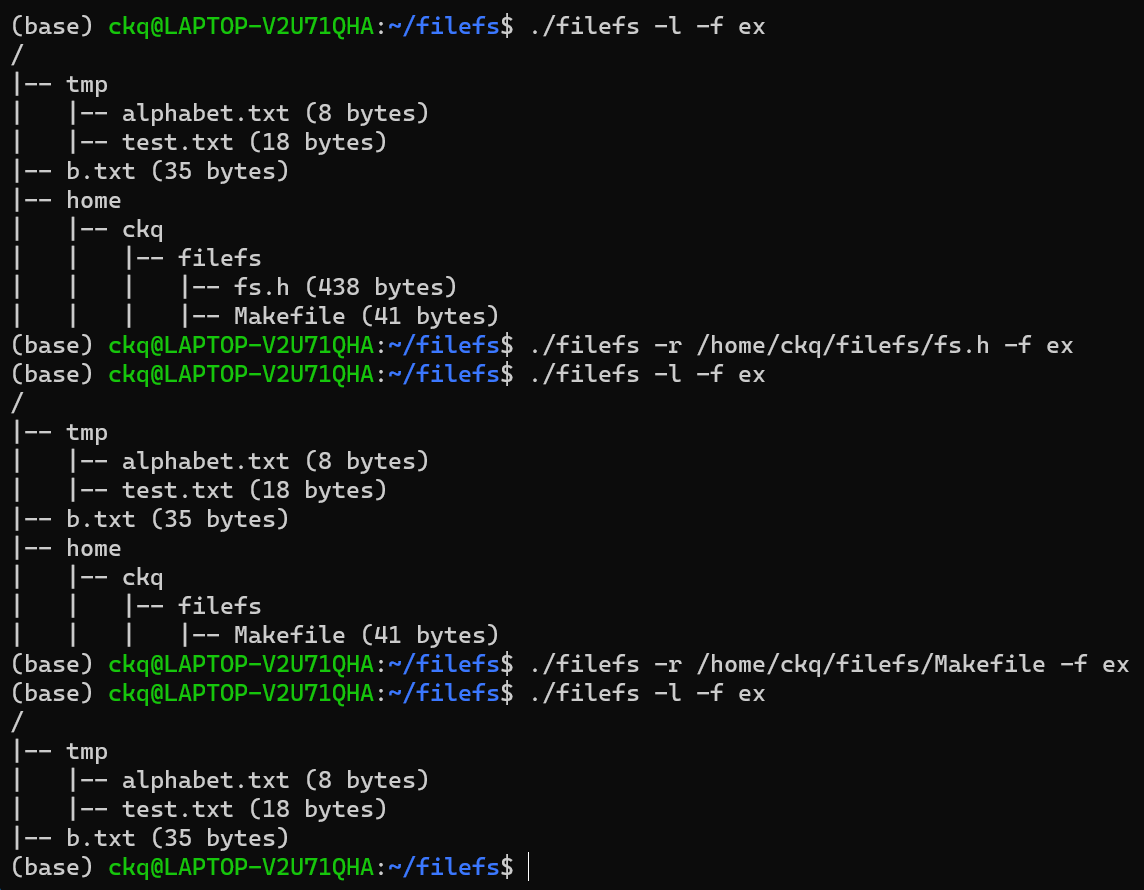 (base) ckq@LAPTOP-V2U71QHA:~/filefs$ ./filefs -l -f ex
/
|-- tmp
|   |-- alphabet.txt (8 bytes)
|   |-- test.txt (18 bytes)
|-- b.txt (35 bytes)
|-- home
|   |-- ckq
|   |   |-- filefs
|   |   |   |-- fs.h (438 bytes)
|   |   |   |-- Makefile (41 bytes)
(base) ckq@LAPTOP-V2U71QHA:~/filefs$ ./filefs -r /home/ckq/filefs/fs.h -f ex
(base) ckq@LAPTOP-V2U71QHA:~/filefs$ ./filefs -l -f ex
/
|-- tmp
|   |-- alphabet.txt (8 bytes)
|   |-- test.txt (18 bytes)
|-- b.txt (35 bytes)
|-- home
|   |-- ckq
|   |   |-- filefs
|   |   |   |-- Makefile (41 bytes)
(base) ckq@LAPTOP-V2U71QHA:~/filefs$ ./filefs -r /home/ckq/filefs/Makefile -f ex
(base) ckq@LAPTOP-V2U71QHA:~/filefs$ ./filefs -l -f ex
/
|-- tmp
|   |-- alphabet.txt (8 bytes)
|   |-- test.txt (18 bytes)
|-- b.txt (35 bytes)
(base) ckq@LAPTOP-V2U71QHA:~/filefs$